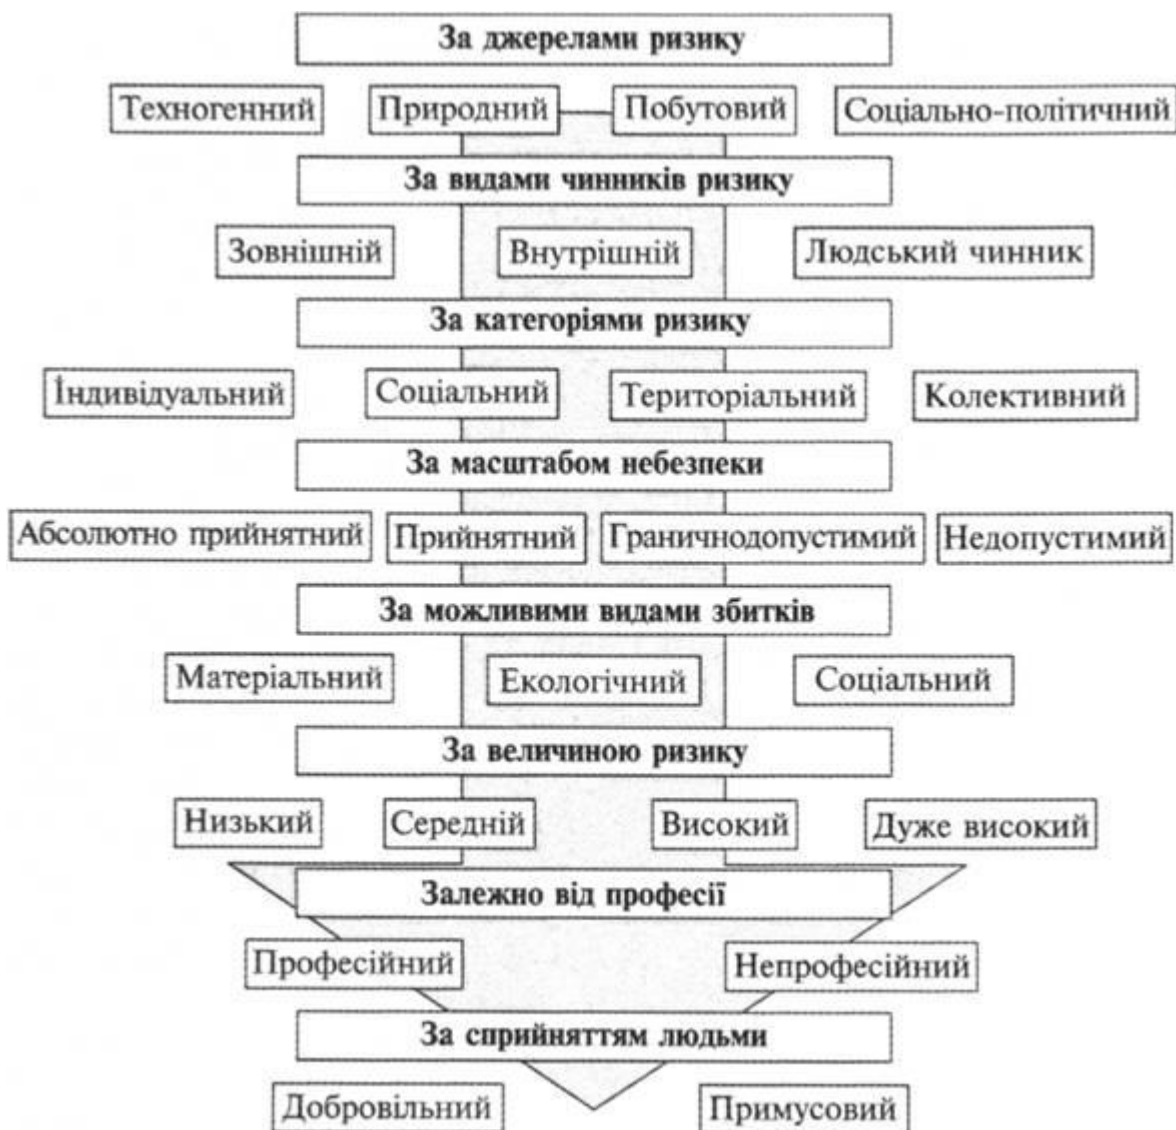 За джерелами ризику
Техногенний Природний Побутовий Соціально-політичний
За видами чинників ризику
Зовнішній Внутрішній Людський чинник
За категоріями ризику
Індивідуальний Соціальний Територіальний Колективний
За масштабом небезпеки
Абсолютно прийнятний Прийнятний Граничнодопустимий Недопустимий
За можливими видами збитків
Матеріальний Екологічний Соціальний
За величиною ризику
Низький Середній Високий Дуже високий
Залежно від професії
Професійний Непрофесійний
За сприйняттям людьми
Добровільний Примусовий